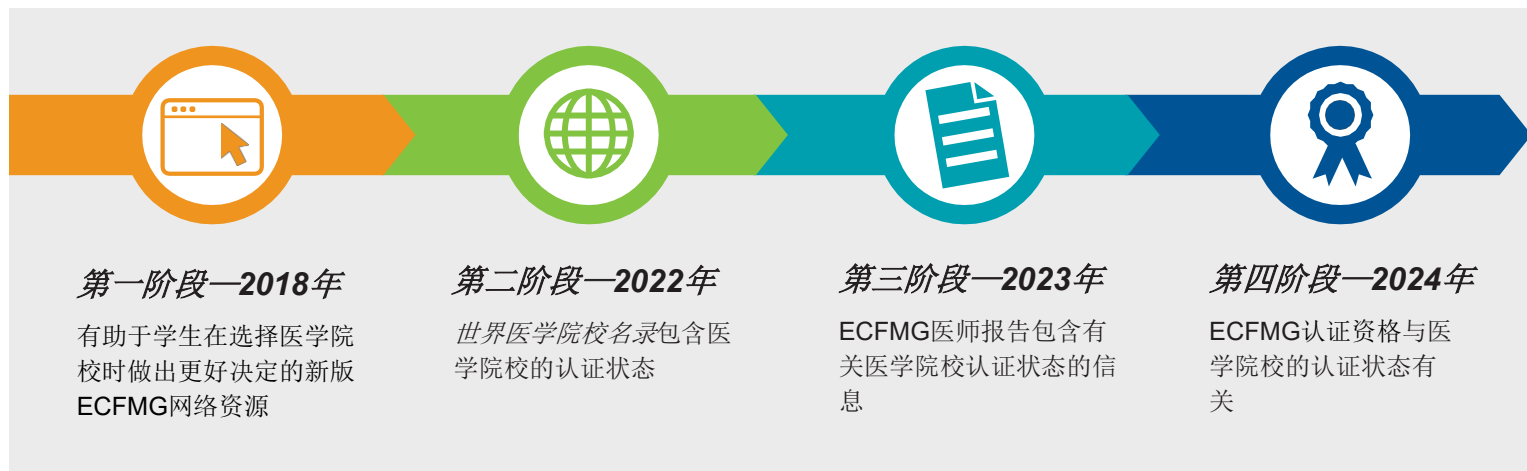 第一阶段—2018年
有助于学生在选择医学院
校时做出更好决定的新版
ECFMG网络资源
第二阶段—2022年
世界医学院校名录包含医
学院校的认证状态
第三阶段—2023年
ECFMG医师报告包含有
关医学院校认证状态的信
息
第四阶段—2024年
ECFMG认证资格与医
学院校的认证状态有
关